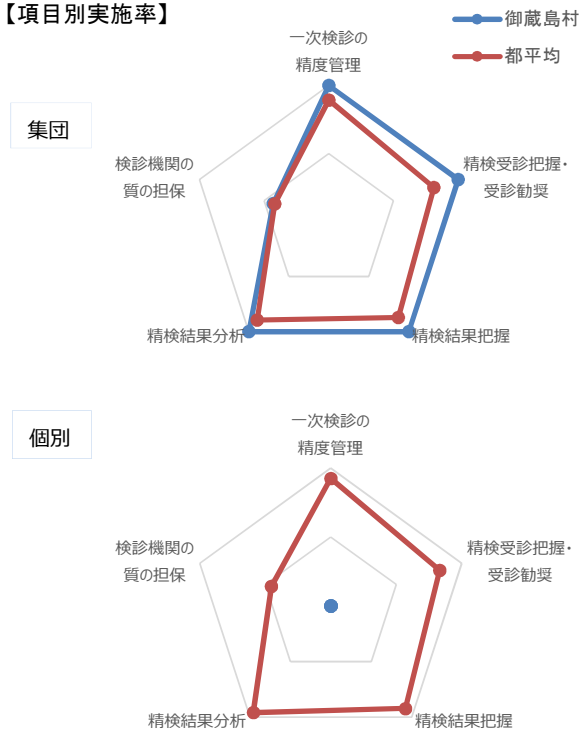 【項目別実施率】
御蔵島村
都平均
集団
一次検診の
精度管理
精検受診把握・
受診勧奨
精検結果把握
精検結果分析
検診機関の
質の担保
個別
一次検診の
精度管理
精検受診把握・
受診勧奨
精検結果把握
精検結果分析
検診機関の
質の担保